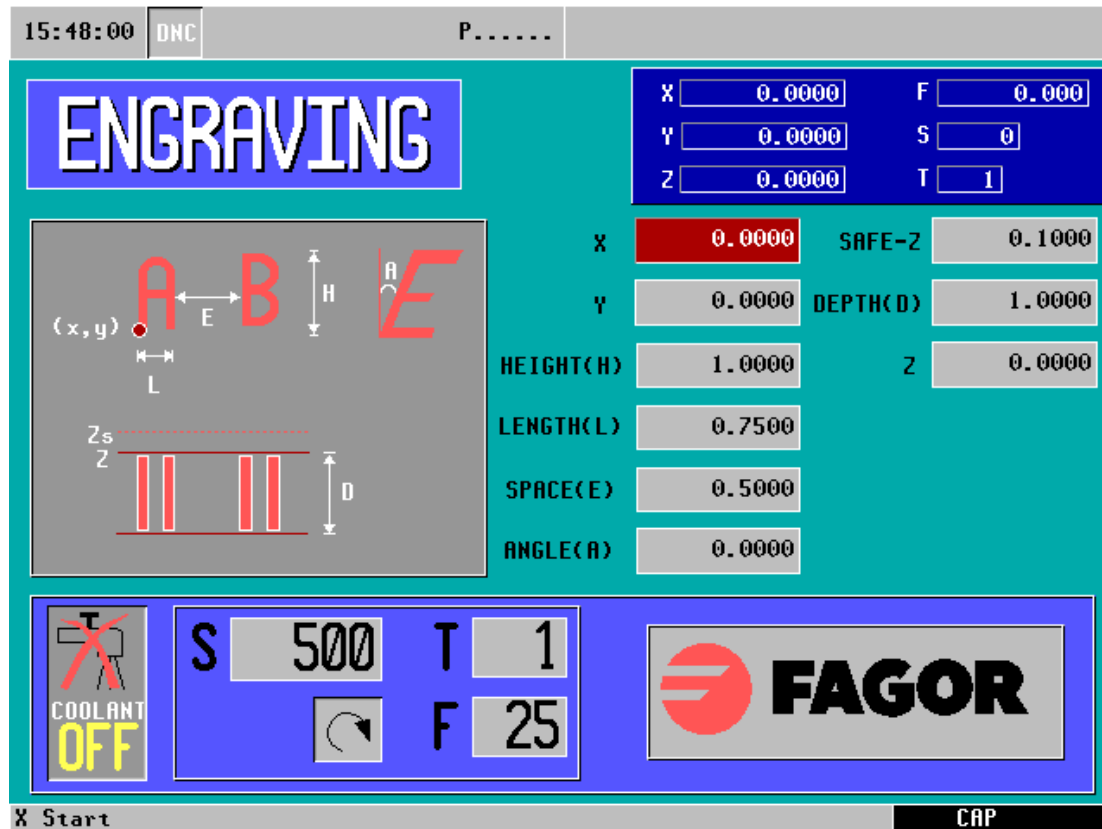 15:48:00 DNC P......
ENGRAVING
X 0.0000 F 0.000
Y 0.0000 S 0
Z 0.0000 T 1
A B H A E
(x,y) E
L
Zs
Z
D
X 0.0000 SAFE-Z 0.1000
Y 0.0000 DEPTH(D) 1.0000
HEIGHT(H) 1.0000 Z 0.0000
LENGTH(L) 0.7500
SPACE(E) 0.5000
ANGLE(A) 0.0000
COOLANT
OFF
S 500 T 1
F 25
FAGOR
X Start CAP